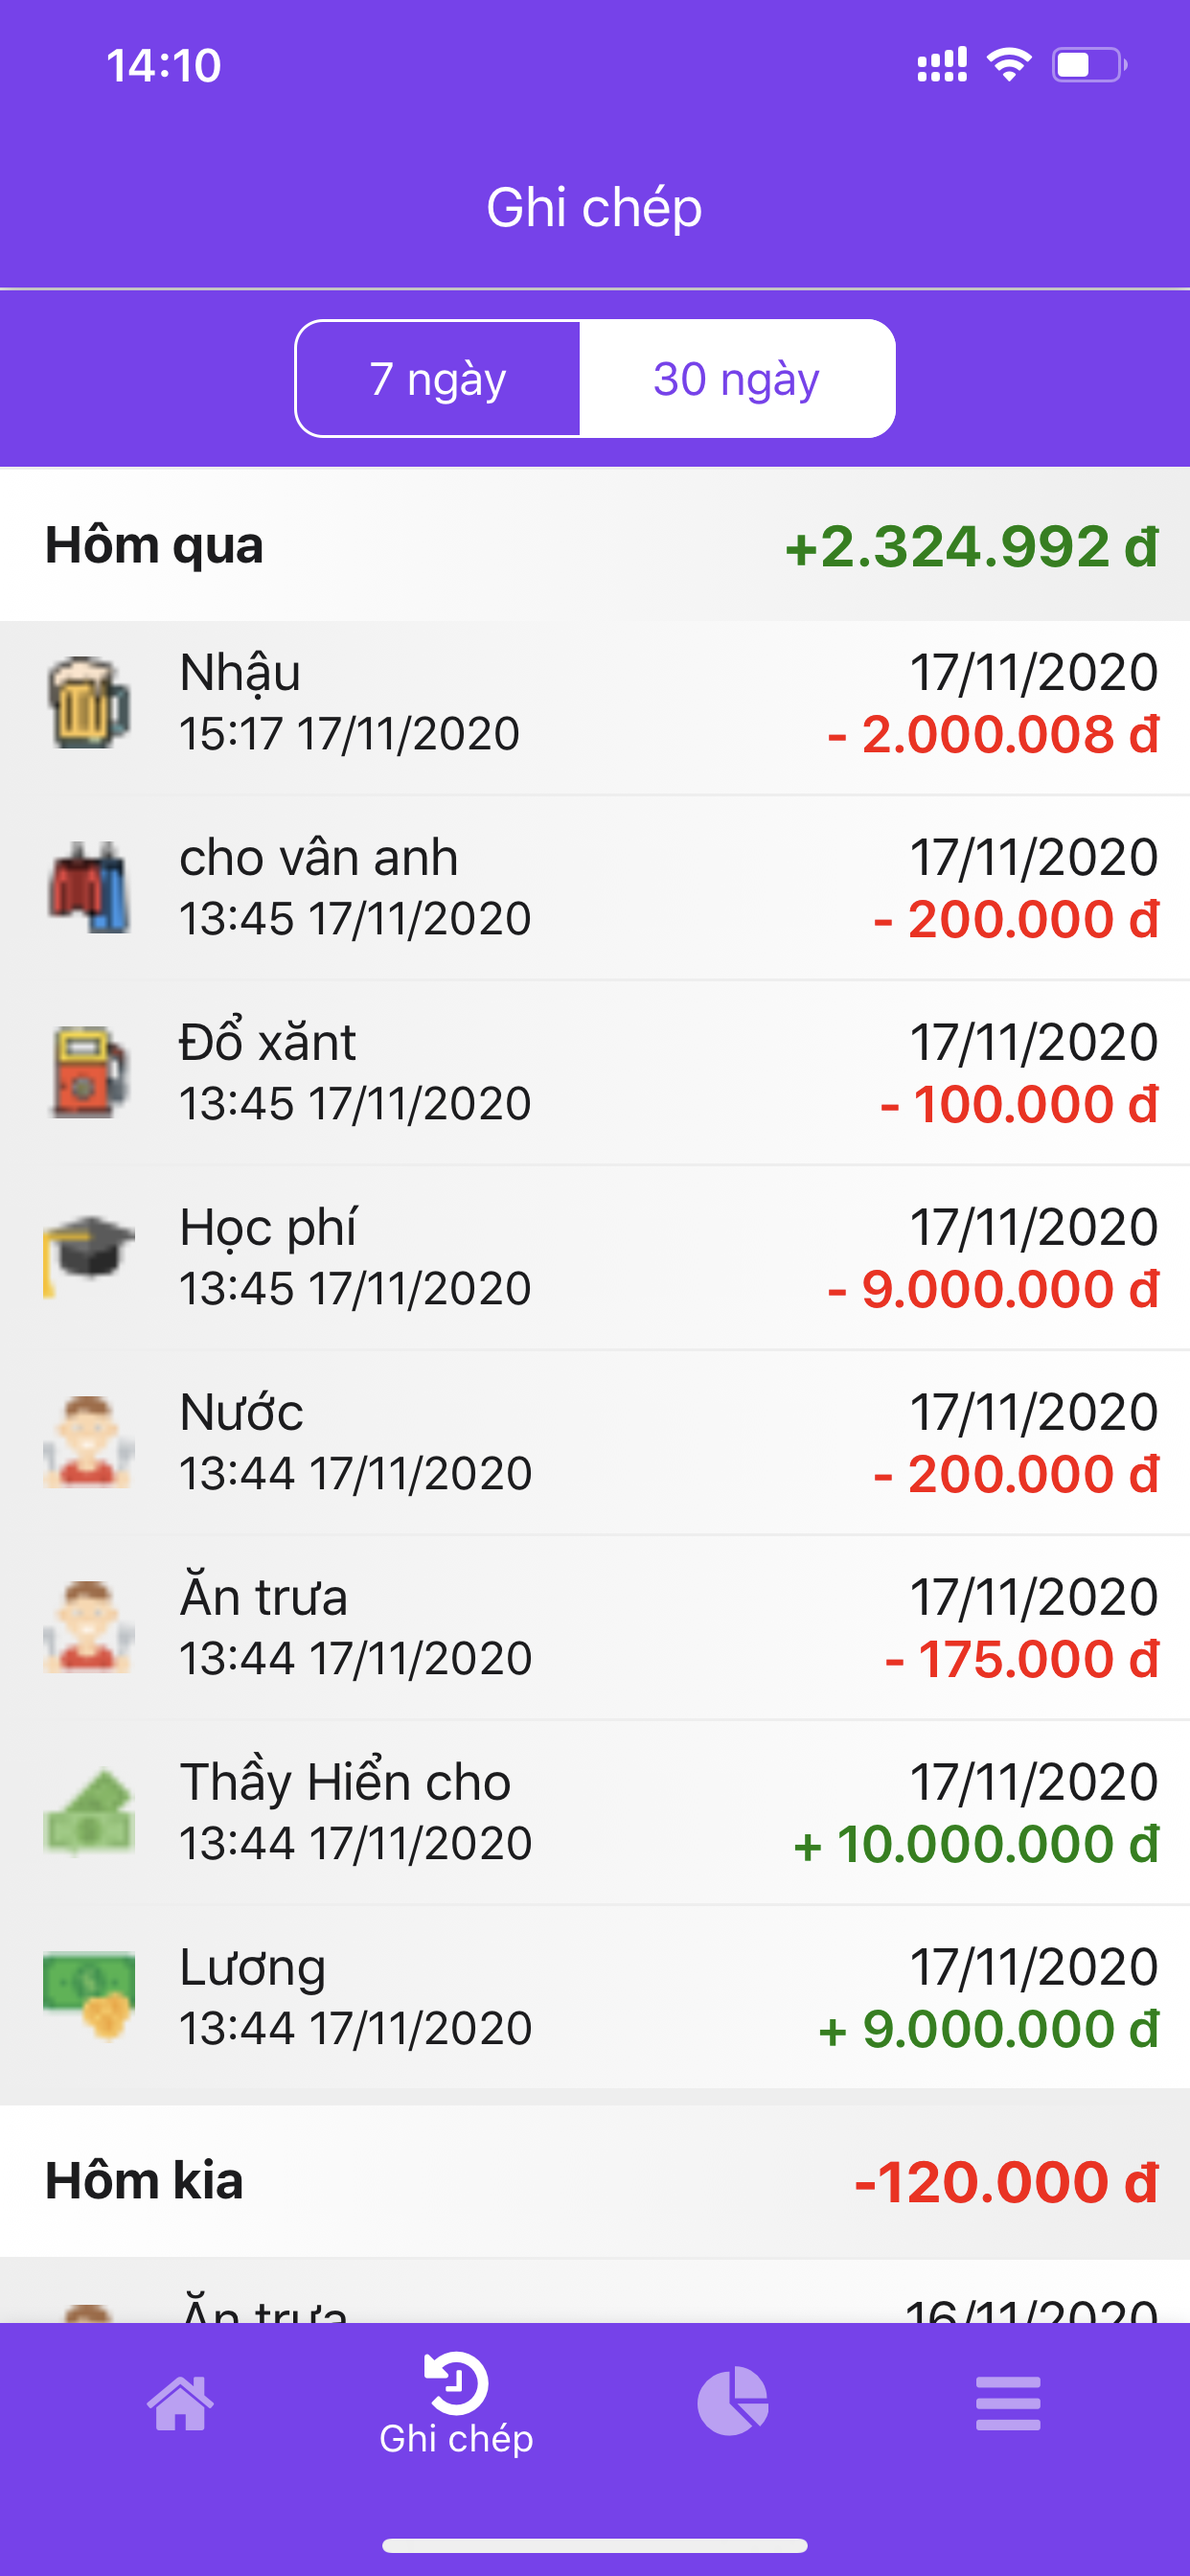 14:10
Ghi chép
7 ngày
30 ngày
Hôm qua
+2.324.992 đ
Nhậu
17/11/2020
15:17 17/11/2020
- 2.000.008 đ
cho vân anh
17/11/2020
13:45 17/11/2020
- 200.000 đ
Đổ xănt
17/11/2020
13:45 17/11/2020
- 100.000 đ
Học phí
17/11/2020
13:45 17/11/2020
- 9.000.000 đ
Nước
17/11/2020
13:44 17/11/2020
- 200.000 đ
Ăn trưa
17/11/2020
13:44 17/11/2020
- 175.000 đ
Thầy Hiển cho
17/11/2020
13:44 17/11/2020
+ 10.000.000 đ
Lương
17/11/2020
13:44 17/11/2020
+ 9.000.000 đ
Hôm kia
-120.000 đ
Ăn trưa
16/11/2020
Ghi chép